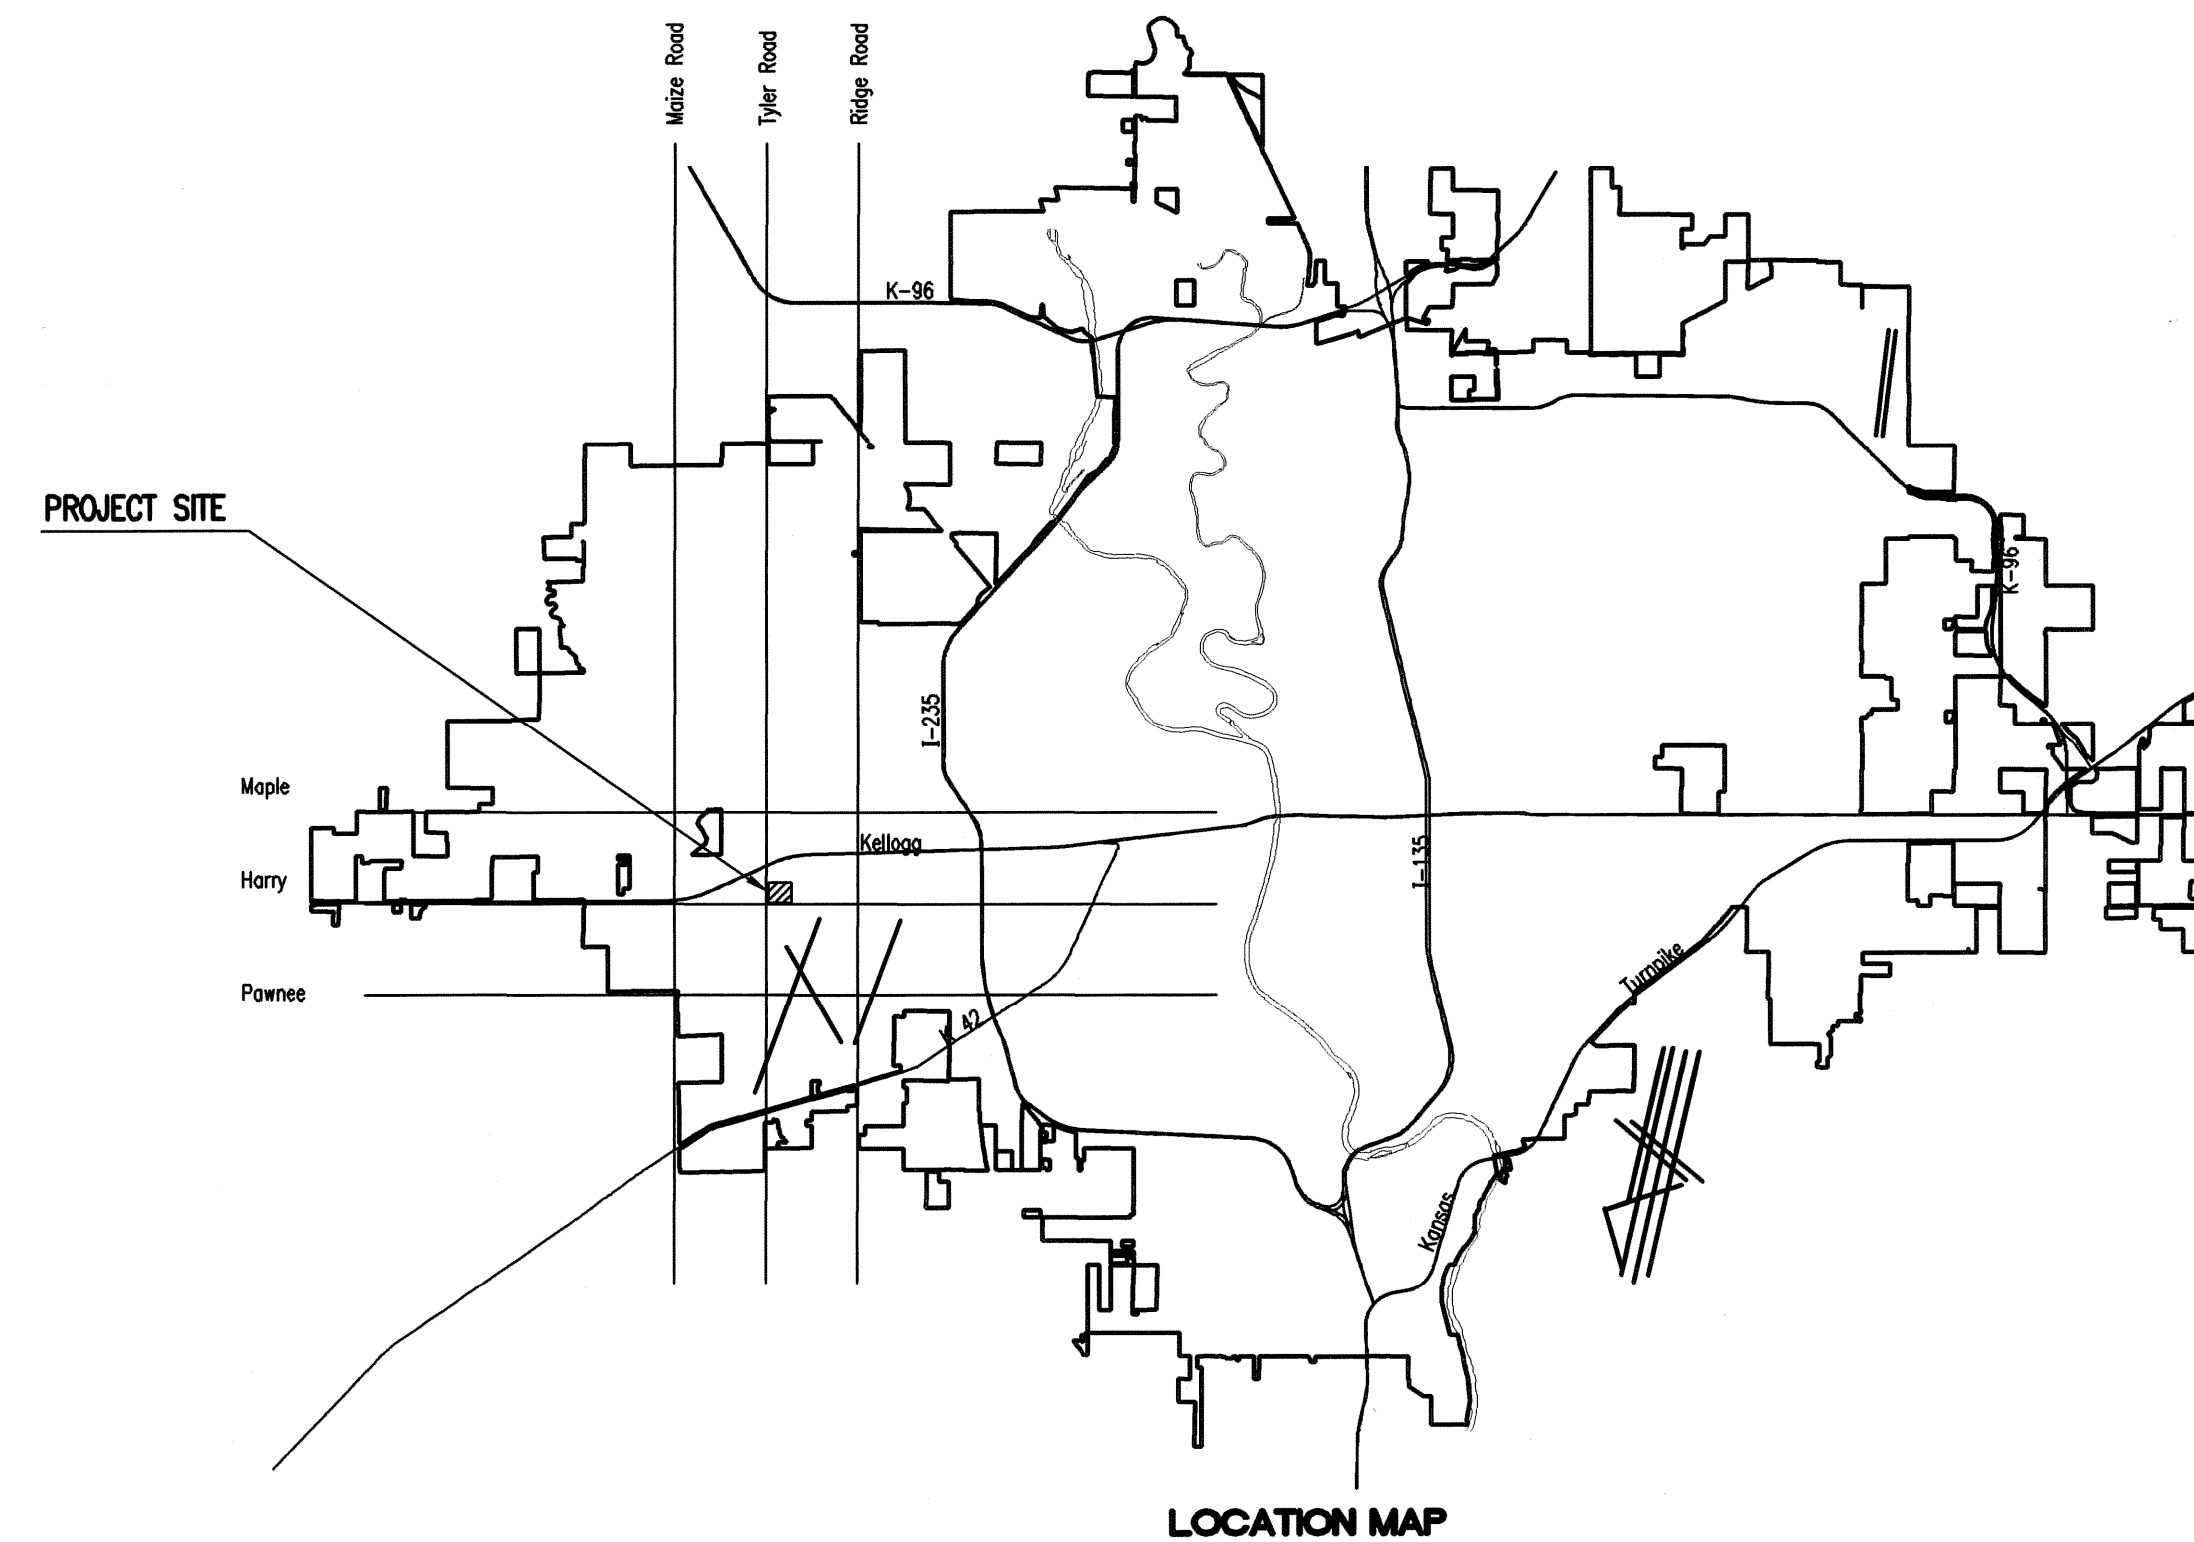 Maize Road
Tyler Road
Ridge Road
K-96
PROJECT SITE
K-96
I-235
Maple
Kellogg
I-135
Harry
Turnpike
Pawnee
K 42
Kansas
LOCATION MAP